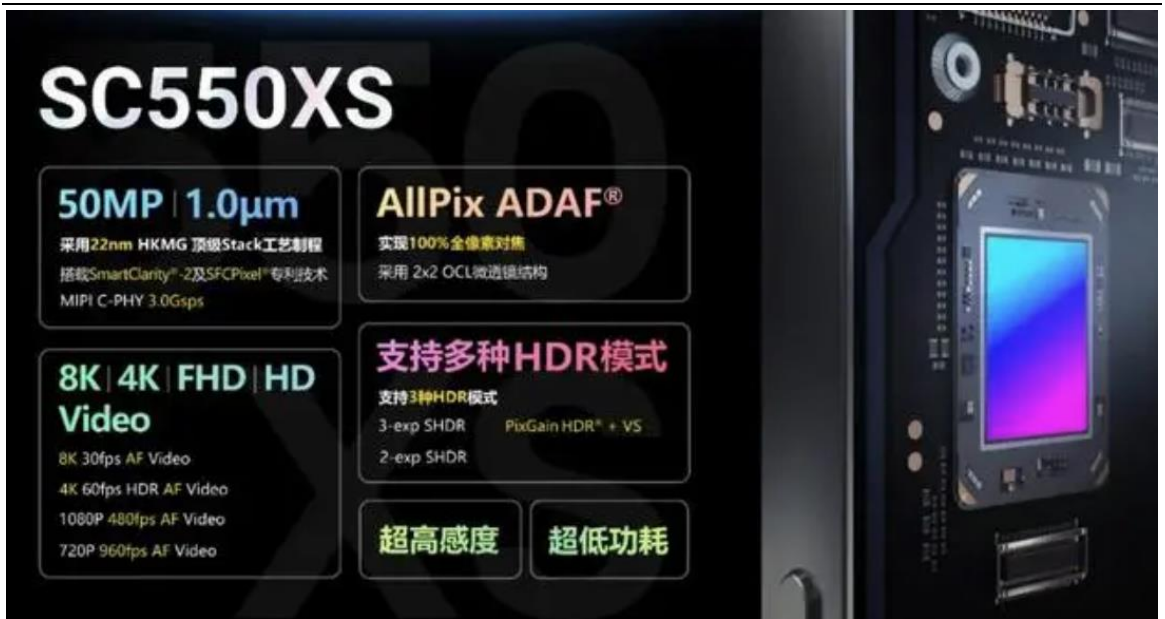 SC550XS
50MP | 1.0μm
采用22nm HKMG 顶级Stack工艺制程
搭载SmartClarity®-2及SFCPixel®专利技术
MIPI C-PHY 3.0Gsps
AllPix ADAF®
实现100%全像素对焦
采用 2x2 OCL微透镜结构
8K | 4K | FHD | HD
Video
8K 30fps AF Video
4K 60fps HDR AF Video
1080P 480fps AF Video
720P 960fps AF Video
支持多种HDR模式
支持3种HDR模式
3-exp SHDR PixGain HDR® + VS
2-exp SHDR
超高感度
超低功耗